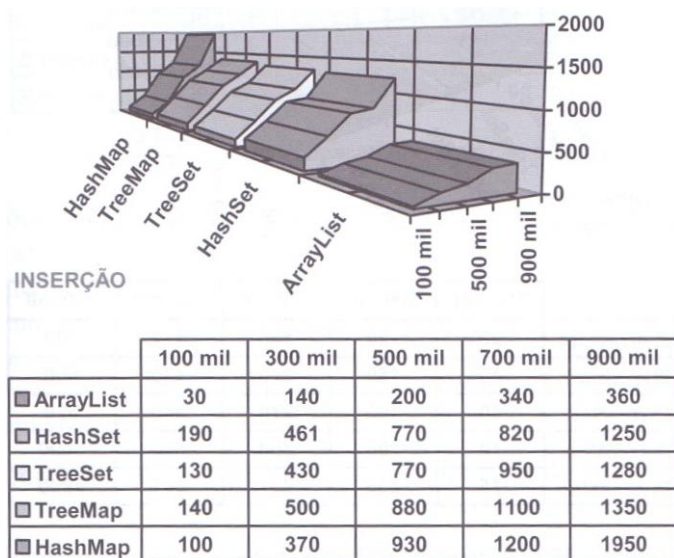 2000
1500
1000
500
0
HashMap
TreeMap
TreeSet
HashSet
ArrayList
100 mil
500 mil
900 mil
INSERÇÃO
100 mil 300 mil 500 mil 700 mil 900 mil
ArrayList 30 140 200 340 360
HashSet 190 461 770 820 1250
TreeSet 130 430 770 950 1280
TreeMap 140 500 880 1100 1350
HashMap 100 370 930 1200 1950